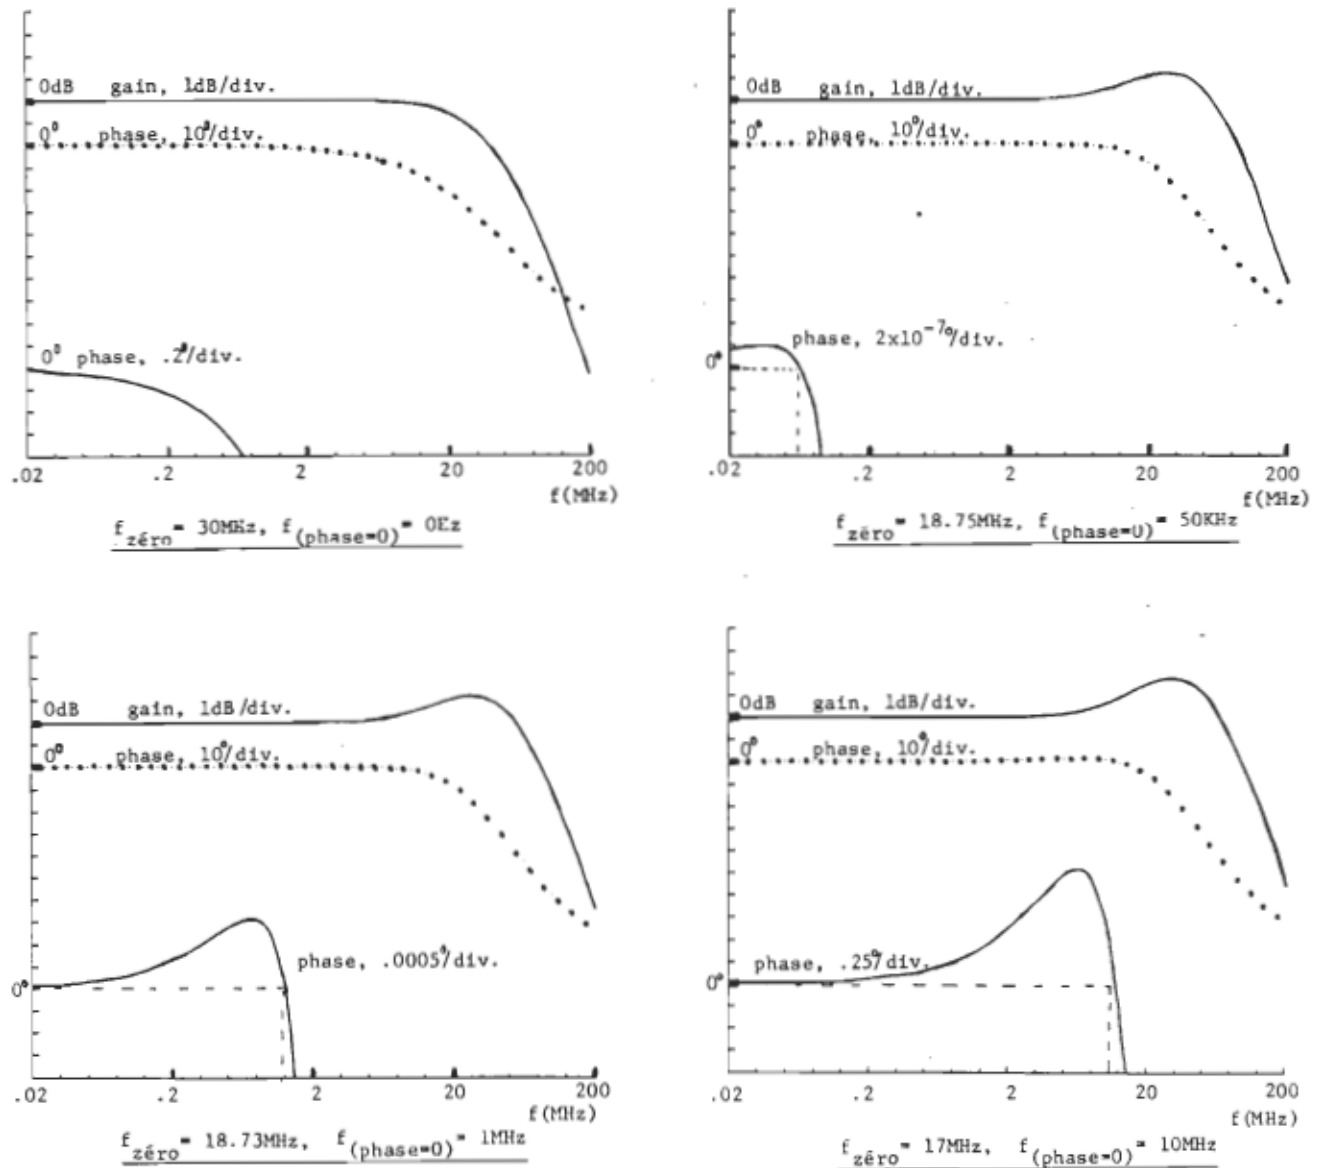 0dB gain, 1dB/div.
0° phase, 10°/div.
0° phase, .2°/div.
.02 .2 2 20 200
f(MHz)
f zéro = 30MHz, f (phase=0) = 0Hz
0dB gain, 1dB/div.
0° phase, 10°/div.
phase, 2x10⁻⁷°/div.
0°
.02 .2 2 20 200
f(MHz)
f zéro = 18.75MHz, f (phase=0) = 50KHz
0dB gain, 1dB/div.
0° phase, 10°/div.
phase, .0005°/div.
0°
.02 .2 2 20 200
f(MHz)
f zéro = 18.73MHz, f (phase=0) = 1MHz
0dB gain, 1dB/div.
0° phase, 10°/div.
phase, .25°/div.
0°
.02 .2 2 20 200
f(MHz)
f zéro = 17MHz, f (phase=0) = 10MHz